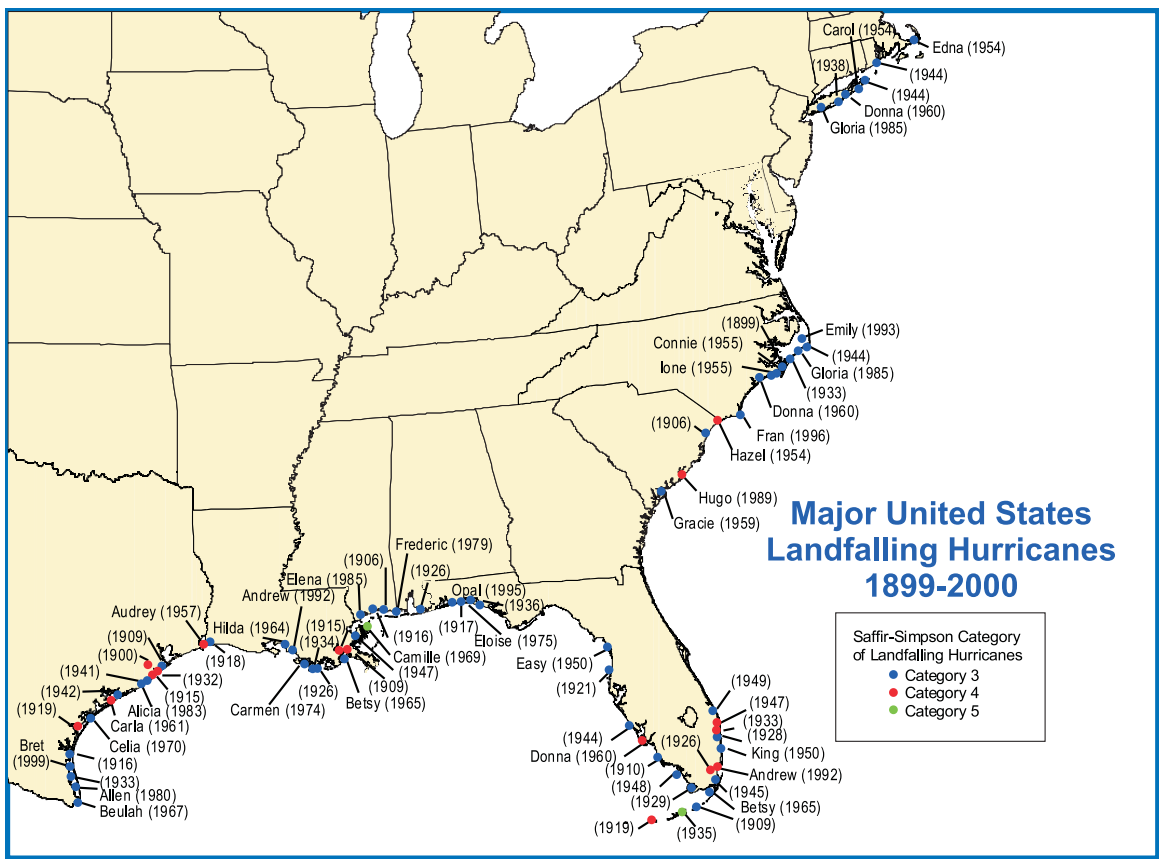 Carol (1954)
Edna (1954)
(1938)
(1944)
(1944)
Donna (1960)
Gloria (1985)
(1899)
Emily (1993)
Connie (1955)
(1944)
Ione (1955)
Gloria (1985)
(1933)
Donna (1960)
(1906)
Fran (1996)
Hazel (1954)
Hugo (1989)
Gracie (1959)
Major United States
Landfalling Hurricanes
1899-2000
Saffir-Simpson Category
of Landfalling Hurricanes
Category 3
Category 4
Category 5
Frederic (1979)
(1906)
(1926)
Elena (1985)
Opal (1995)
Andrew (1992)
(1936)
Audrey (1957)
(1915)
Hilda (1964)
(1934)
(1916)
(1917)
Eloise (1975)
(1909)
(1900)
(1918)
Camille (1969)
(1947)
(1941)
(1932)
(1909)
(1942)
(1915)
(1926)
Betsy (1965)
Alicia (1983)
Carmen (1974)
(1919)
Carla (1961)
Celia (1970)
Bret
(1999)
(1916)
(1933)
Allen (1980)
Beulah (1967)
Easy (1950)
(1921)
(1949)
(1947)
(1944)
(1933)
(1928)
(1926)
Donna (1960)
King (1950)
(1910)
Andrew (1992)
(1948)
(1945)
(1929)
Betsy (1965)
(1919)
(1935)
(1909)